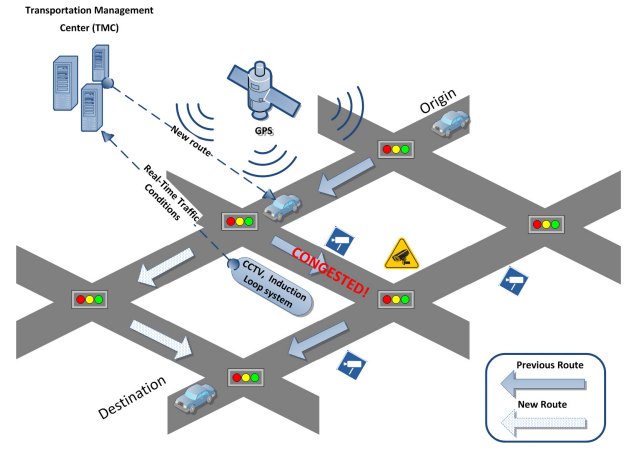 Transportation Management
Center (TMC)
Origin
GPS
New route
Real-Time Traffic
Conditions
CONGESTED!
CCTV, Induction
Loop system
Destination
Previous Route
New Route